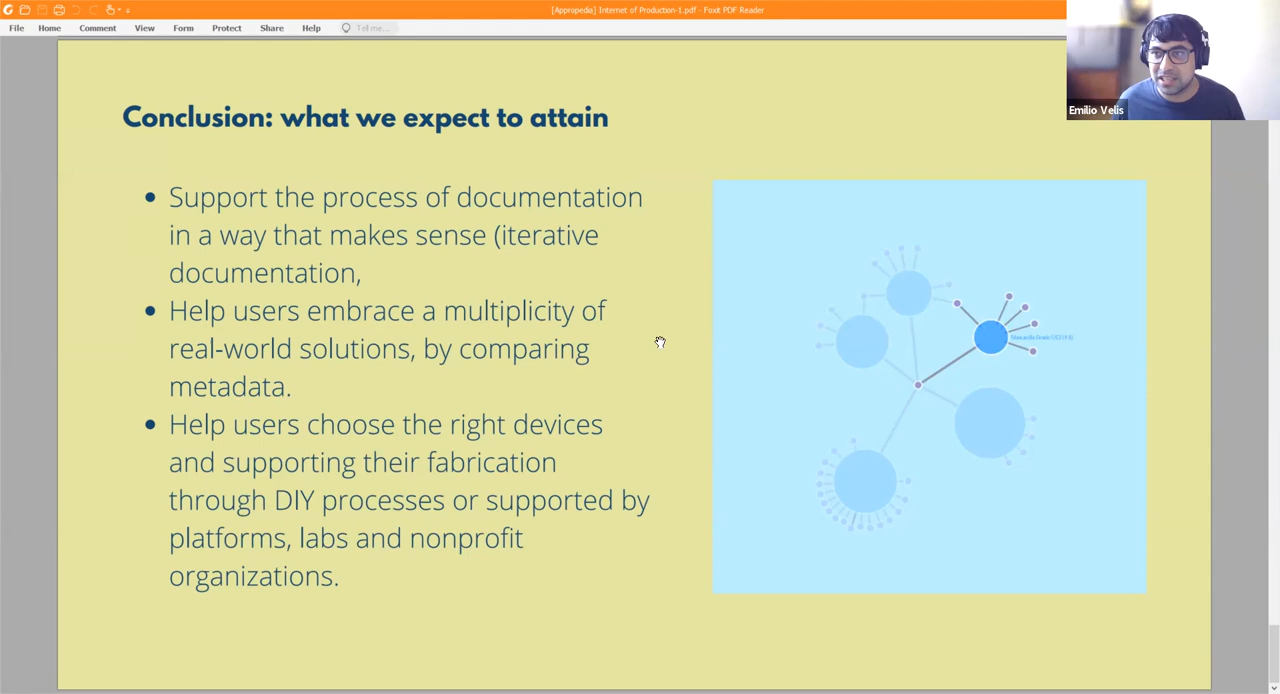 [Appropedia] Internet of Production-1.pdf - Foxit PDF Reader
File Home Comment View Form Protect Share Help Tell me...
Emilio Velis
Conclusion: what we expect to attain
• Support the process of documentation
in a way that makes sense (iterative
documentation,
• Help users embrace a multiplicity of
real-world solutions, by comparing
metadata.
• Help users choose the right devices
and supporting their fabrication
through DIY processes or supported by
platforms, labs and nonprofit
organizations.